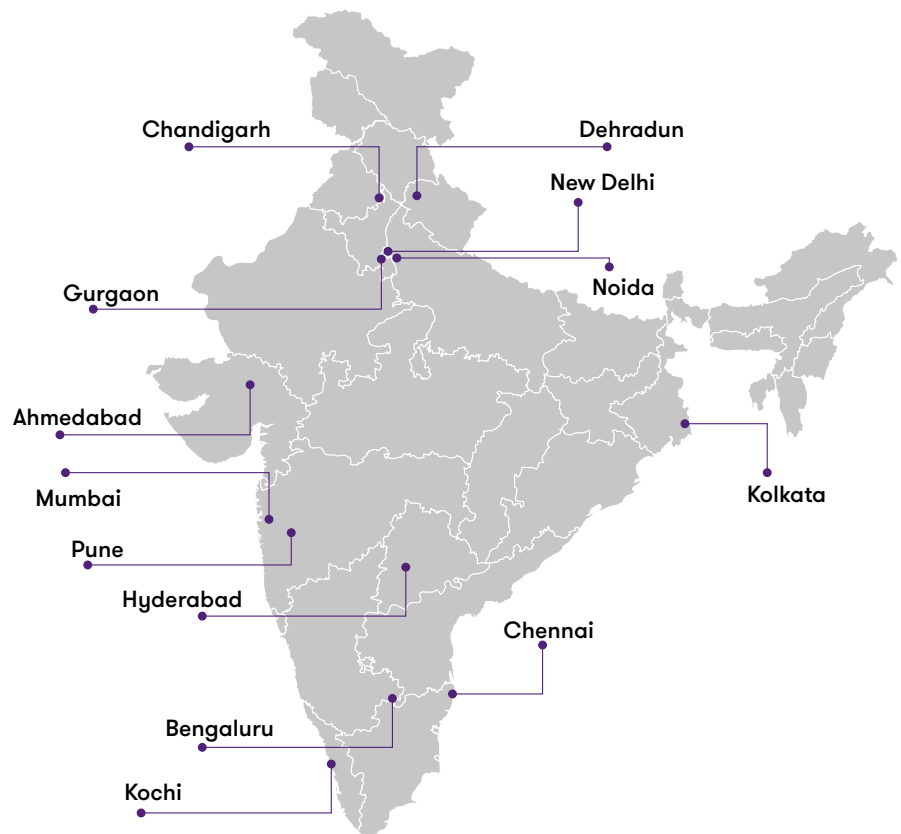 Chandigarh
Dehradun
New Delhi
Noida
Gurgaon
Ahmedabad
Mumbai
Kolkata
Pune
Hyderabad
Chennai
Bengaluru
Kochi